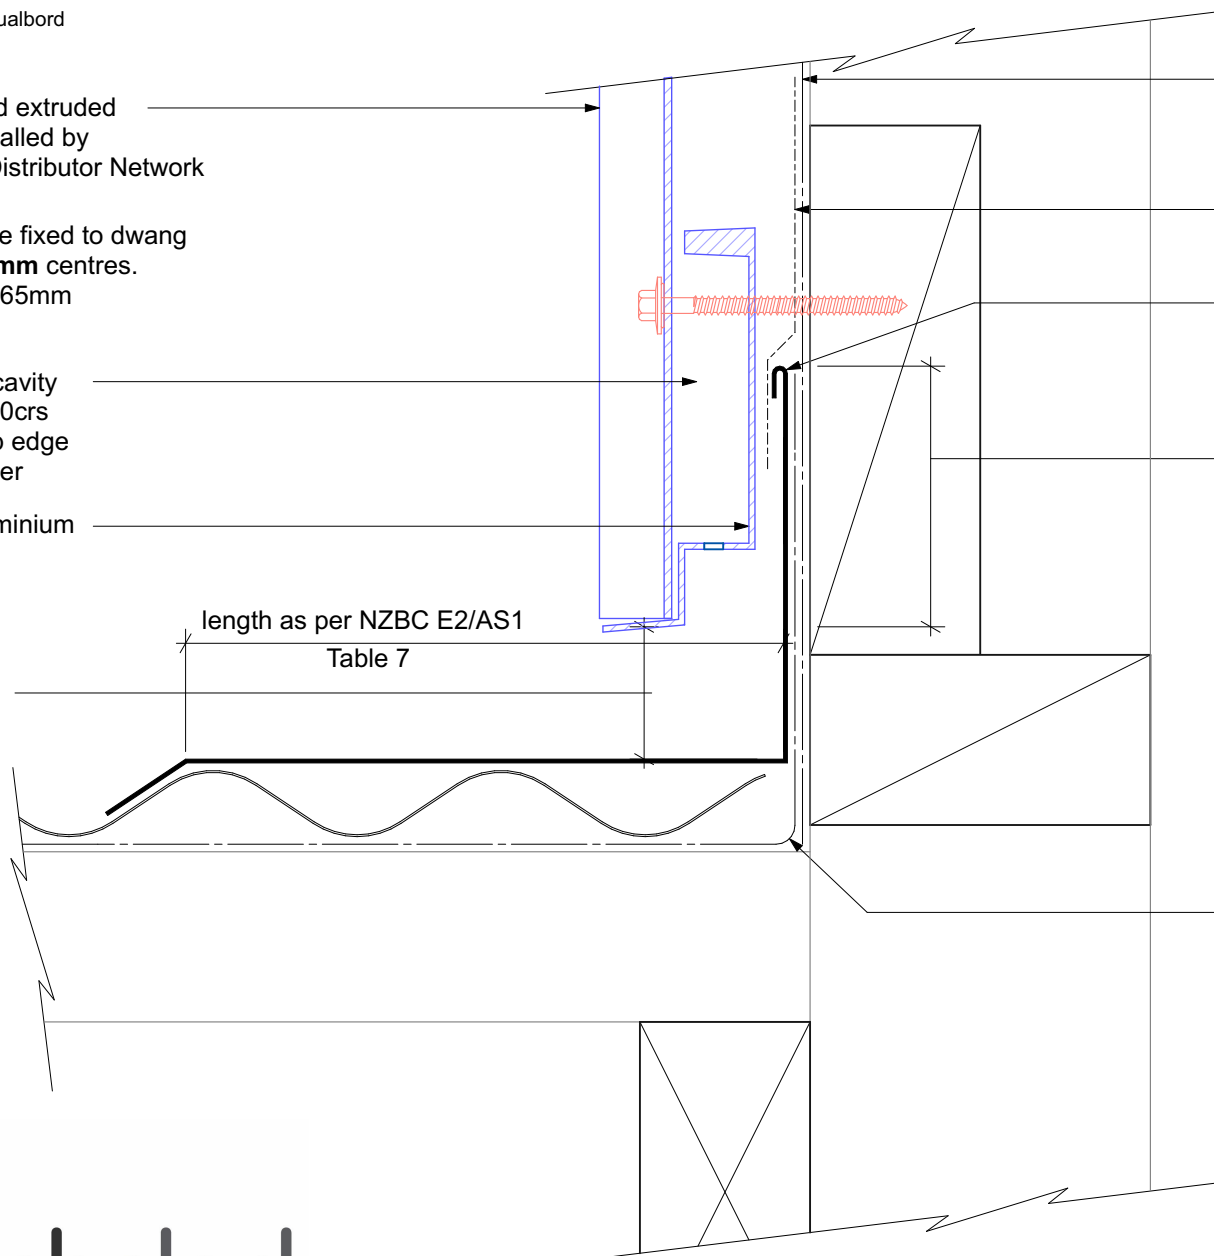 ualbord
d extruded
alled by
Distributor Network
e fixed to dwang
mm centres.
65mm
cavity
0crs
o edge
er
minium
length as per NZBC E2/AS1
Table 7